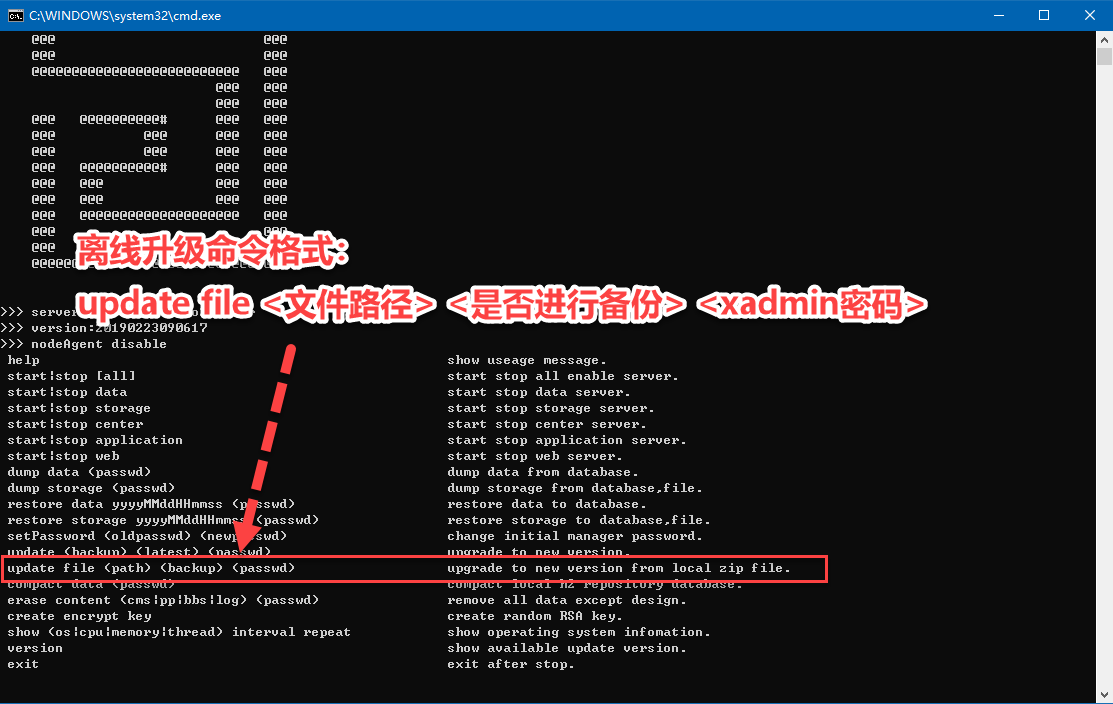 C:\WINDOWS\system32\cmd.exe
@@@ @@@
@@@ @@@
@@@@@@@@@@@@@@@@@@@@@@@@@@ @@@
@@@ @@@
@@@ @@@
@@@ @@@@@@@@@@# @@@ @@@
@@@ @@@ @@@ @@@
@@@ @@@ @@@ @@@
@@@ @@@@@@@@@@# @@@ @@@
@@@ @@@ @@@ @@@
@@@ @@@ @@@ @@@
@@@ @@@@@@@@@@@@@@@@@@@@ @@@
@@@
@@@
离线升级命令格式:
update file <文件路径> <是否进行备份> <xadmin密码>
>>> server
>>> version:20190223090617
>>> nodeAgent disable
help show useage message.
start|stop [all] start stop all enable server.
start|stop data start stop data server.
start|stop storage start stop storage server.
start|stop center start stop center server.
start|stop application start stop application server.
start|stop web start stop web server.
dump data (passwd) dump data from database.
dump storage (passwd) dump storage from database,file.
restore data yyyyMMddHHmmss (passwd) restore data to database.
restore storage yyyyMMddHHmmss (passwd) restore storage to database,file.
setPassword (oldpasswd) (newpasswd) change initial manager password.
update (backup) (latest) (passwd) upgrade to new version.
update file (path) (backup) (passwd) upgrade to new version from local zip file.
compact data (passwd) compact local h2 repository database.
erase content (cms|pp|bbs|log) (passwd) remove all data except design.
create encrypt key create random RSA key.
show (os|cpu|memory|thread) interval repeat show operating system infomation.
version show available update version.
exit exit after stop.